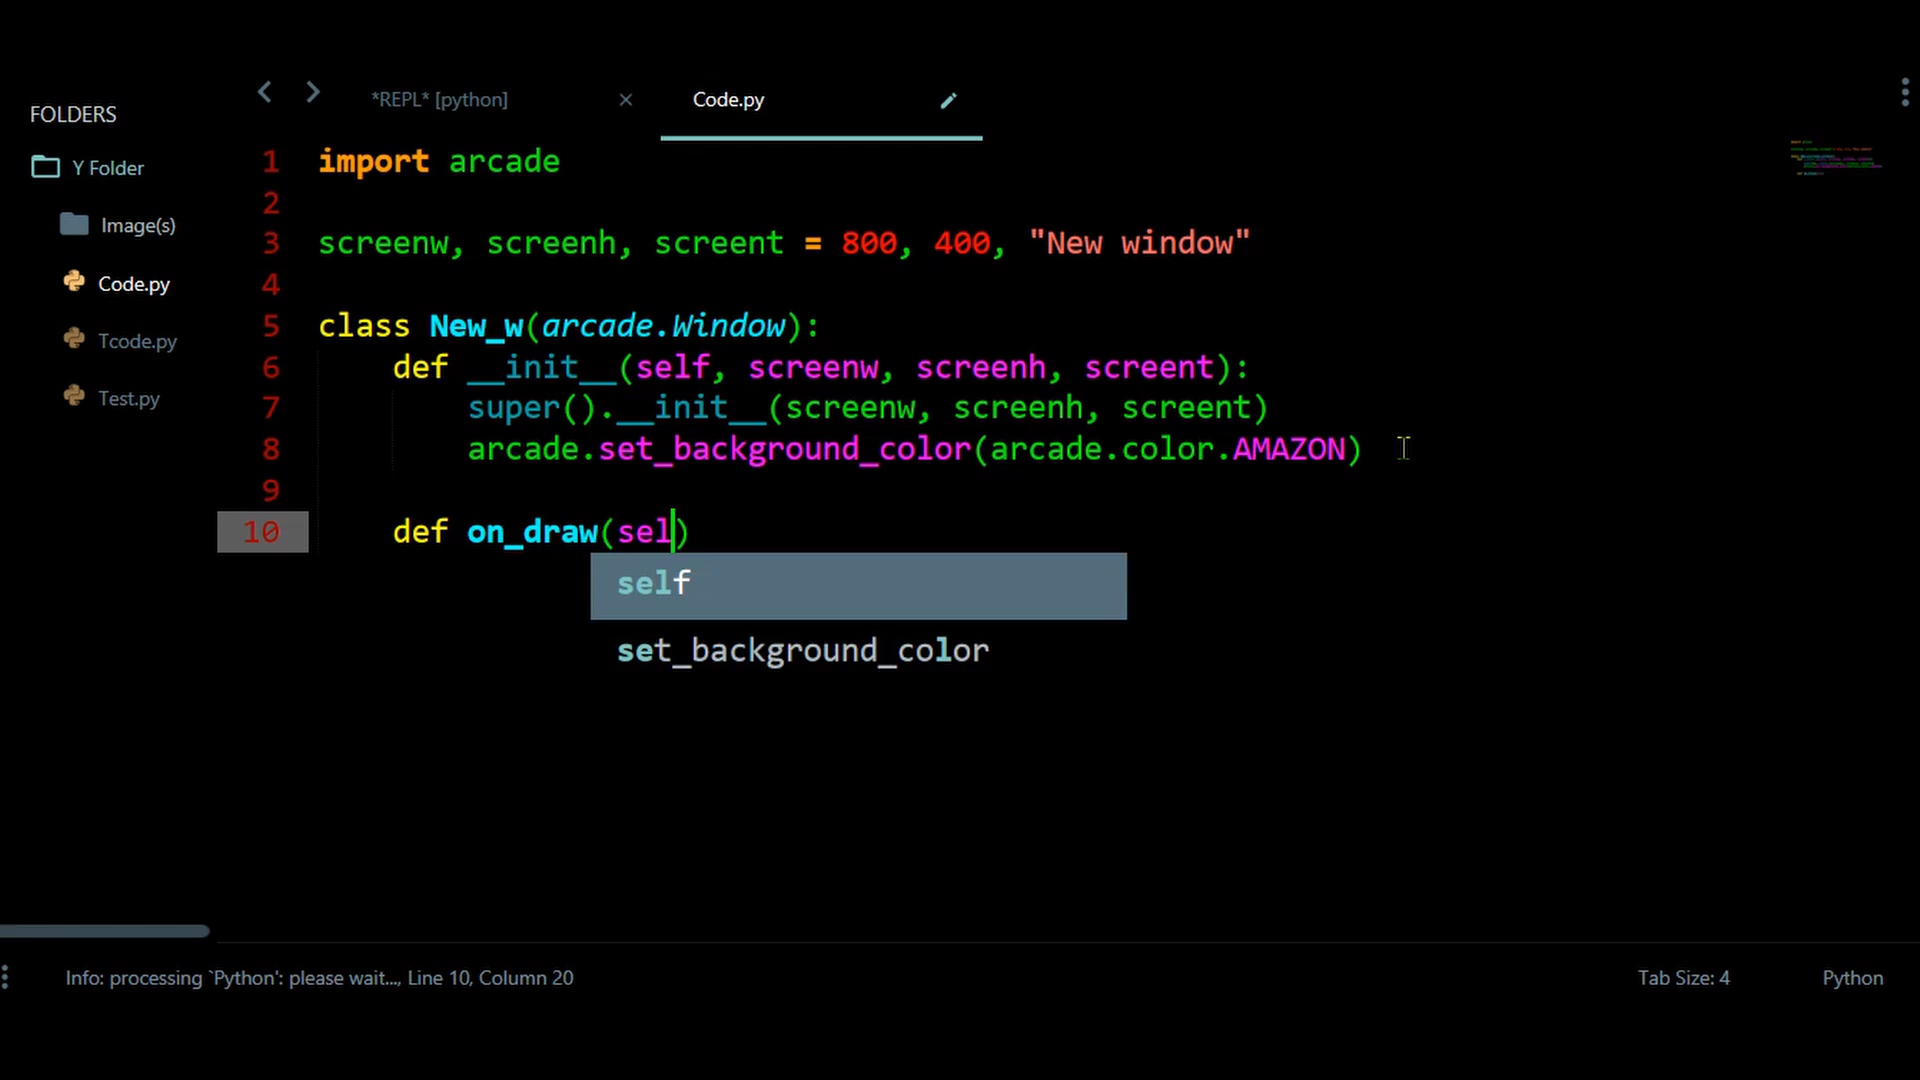 *REPL* [python]
Code.py
FOLDERS
Y Folder
Image(s)
Code.py
Tcode.py
Test.py
1 import arcade
2
3 screenw, screenh, screent = 800, 400, "New window"
4
5 class New_w(arcade.Window):
6     def __init__(self, screenw, screenh, screent):
7         super().__init__(screenw, screenh, screent)
8         arcade.set_background_color(arcade.color.AMAZON)
9
10     def on_draw(sel)
self
set_background_color
Info: processing `Python': please wait..., Line 10, Column 20
Tab Size: 4
Python